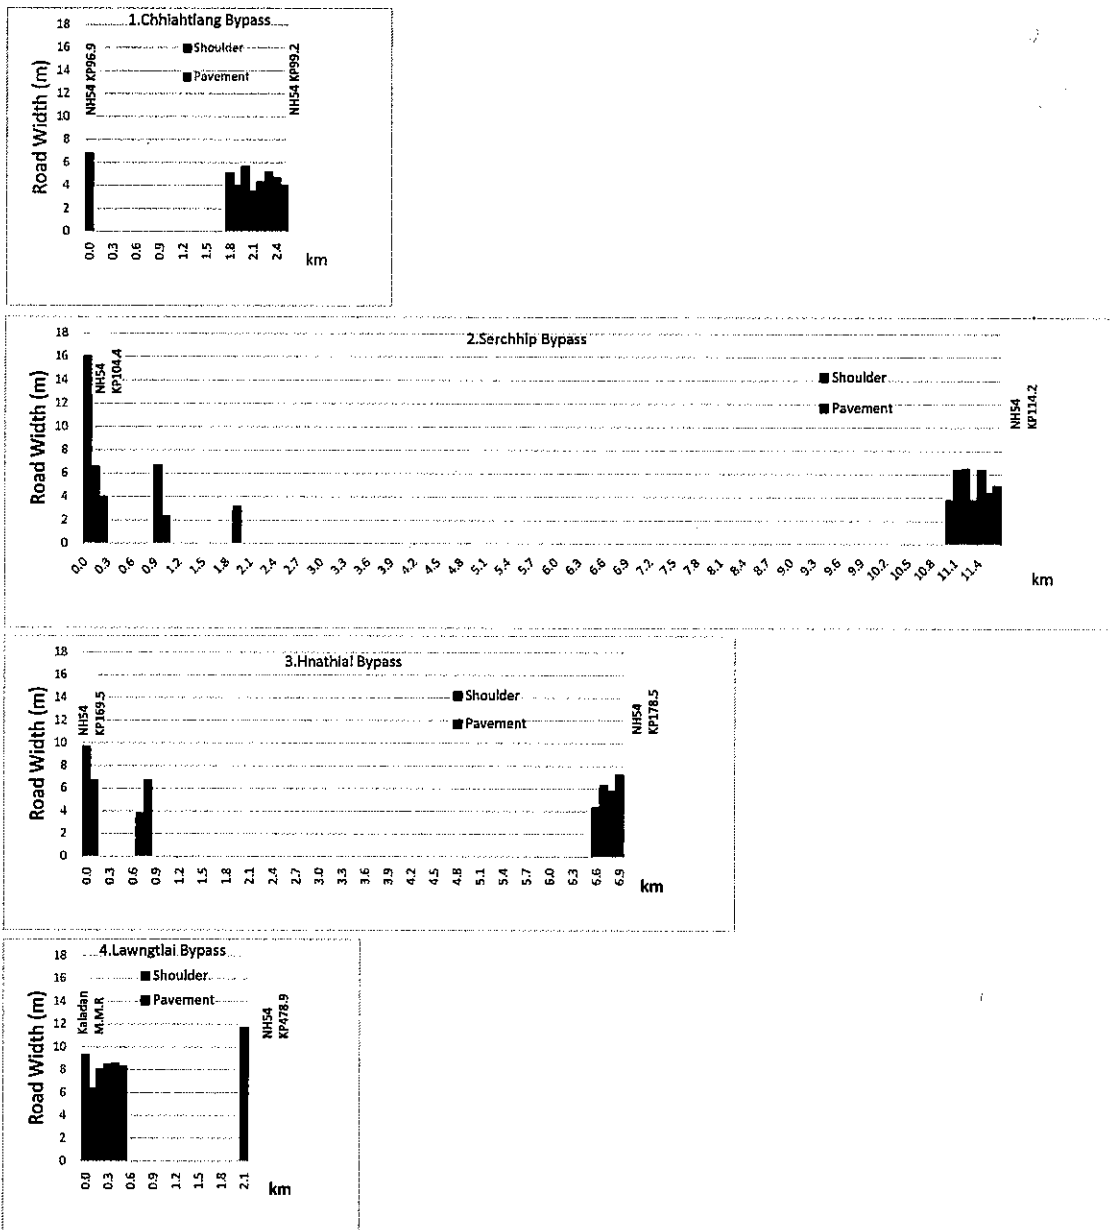 1.Chhiahtlang Bypass
Road Width (m)
18
16
14
12
10
8
6
4
2
0
NH54 KP96.9
Shoulder
Pavement
NH54 KP99.2
0.0 0.3 0.6 0.9 1.2 1.5 1.8 2.1 2.4
km
2.Serchhip Bypass
Road Width (m)
18
16
14
12
10
8
6
4
2
0
NH54
KP104.4
Shoulder
Pavement
NH54
KP114.2
0.0 0.3 0.6 0.9 1.2 1.5 1.8 2.1 2.4 2.7 3.0 3.3 3.6 3.9 4.2 4.5 4.8 5.1 5.4 5.7 6.0 6.3 6.6 6.9 7.2 7.5 7.8 8.1 8.4 8.7 9.0 9.3 9.6 9.9 10.2 10.5 10.8 11.1 11.4
km
3.Hnathial Bypass
Road Width (m)
18
16
14
12
10
8
6
4
2
0
NH54
KP169.5
Shoulder
Pavement
NH54
KP178.5
0.0 0.3 0.6 0.9 1.2 1.5 1.8 2.1 2.4 2.7 3.0 3.3 3.6 3.9 4.2 4.5 4.8 5.1 5.4 5.7 6.0 6.3 6.6 6.9
km
4.Lawngtlai Bypass
Road Width (m)
18
16
14
12
10
8
6
4
2
0
Kaladan
M.M.R
Shoulder
Pavement
NH54
KP478.9
0.0 0.3 0.6 0.9 1.2 1.5 1.8 2.1
km